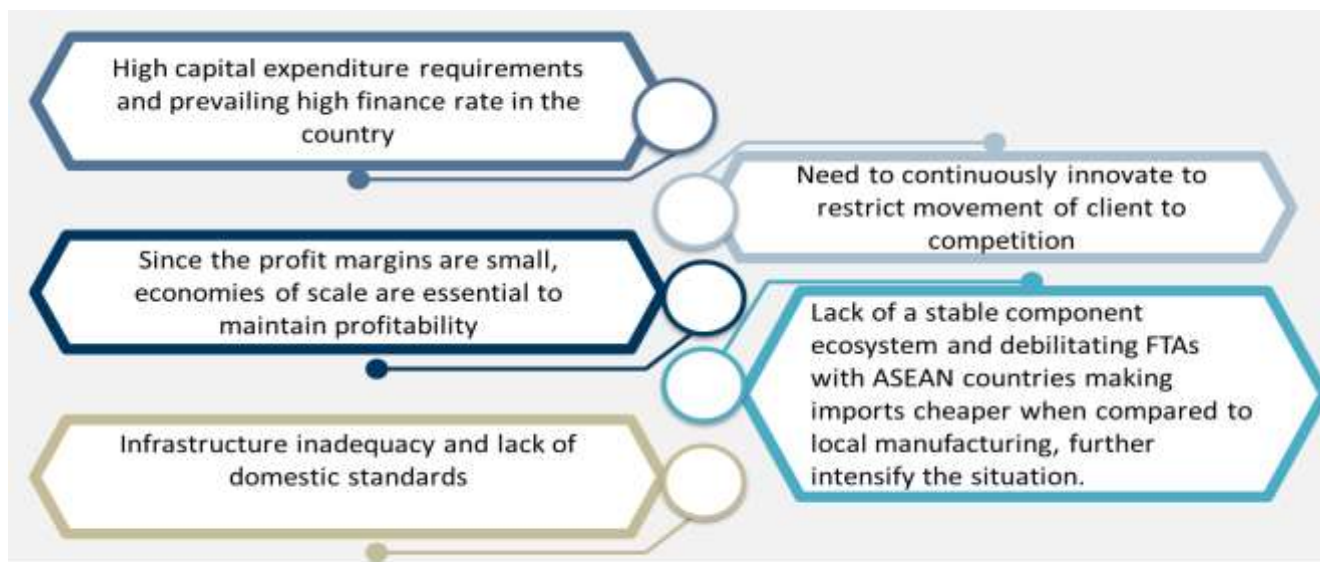 High capital expenditure requirements
and prevailing high finance rate in the
country
Need to continuously innovate to
restrict movement of client to
competition
Since the profit margins are small,
economies of scale are essential to
maintain profitability
Lack of a stable component
ecosystem and debilitating FTAs
with ASEAN countries making
imports cheaper when compared to
local manufacturing, further
intensify the situation.
Infrastructure inadequacy and lack of
domestic standards